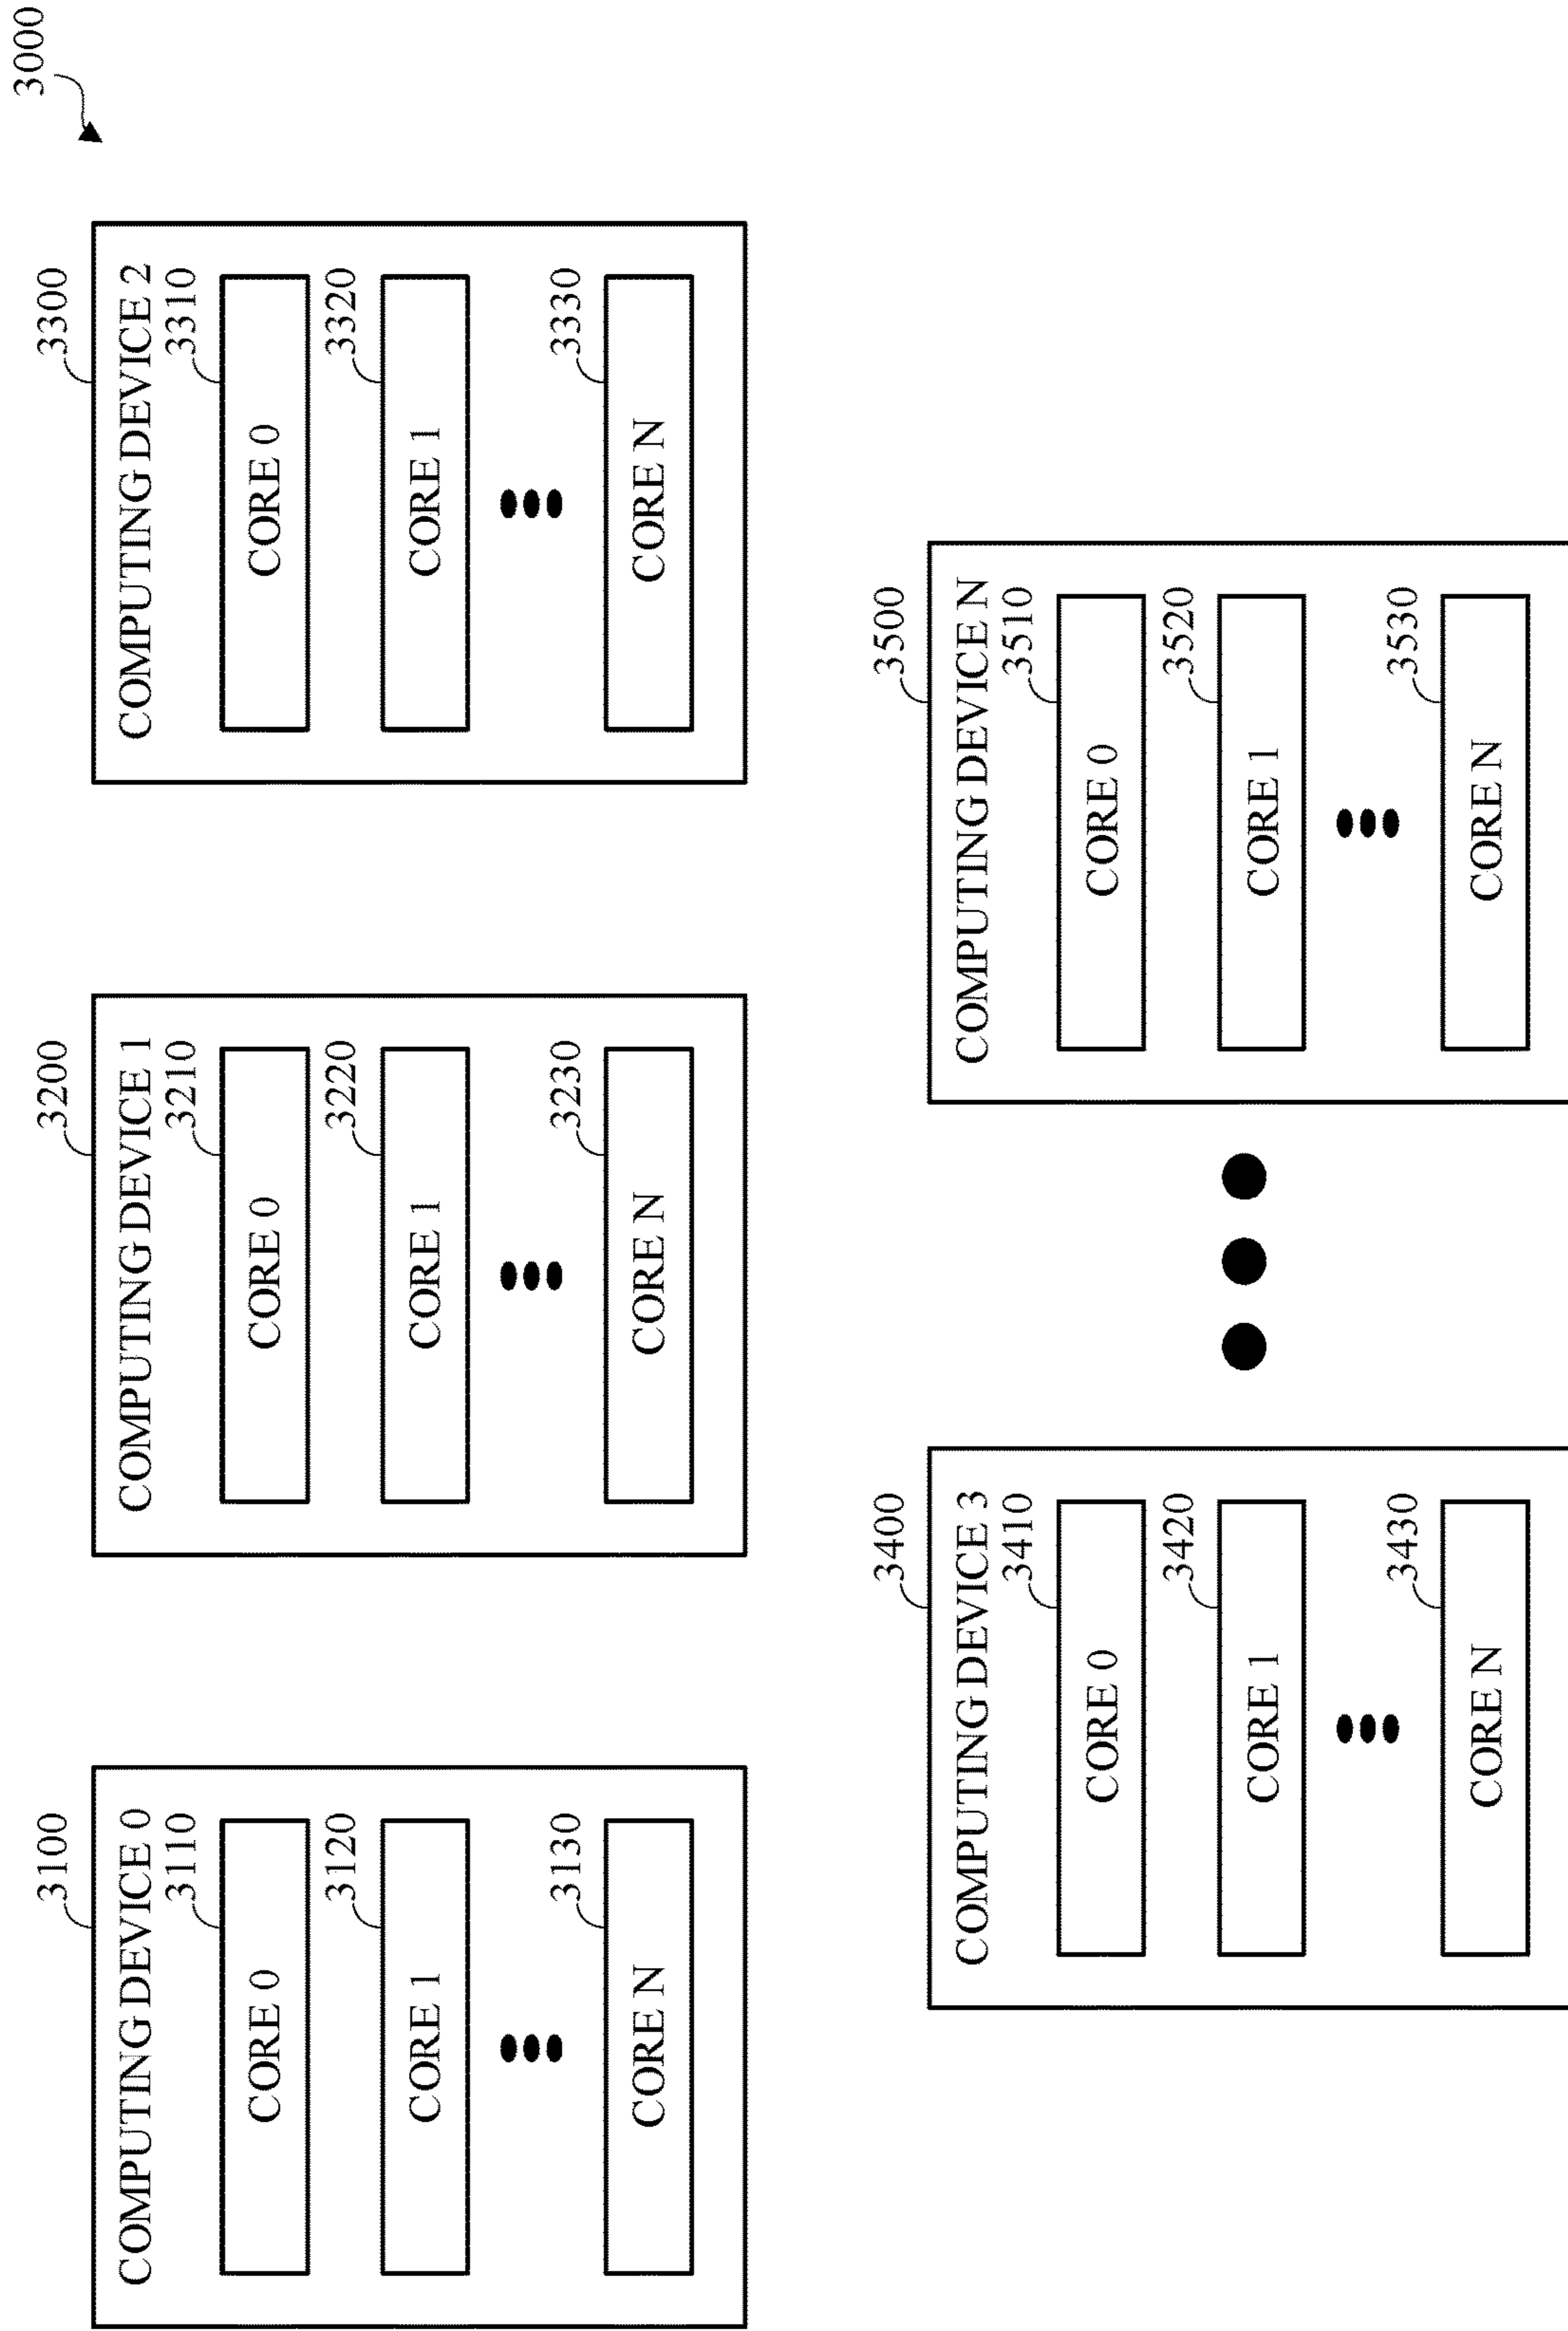 3000
3100
COMPUTING DEVICE 0
3110
CORE 0
3120
CORE 1
3130
CORE N
3200
COMPUTING DEVICE 1
3210
CORE 0
3220
CORE 1
3230
CORE N
3300
COMPUTING DEVICE 2
3310
CORE 0
3320
CORE 1
3330
CORE N
3400
COMPUTING DEVICE 3
3410
CORE 0
3420
CORE 1
3430
CORE N
3500
COMPUTING DEVICE N
3510
CORE 0
3520
CORE 1
3530
CORE N